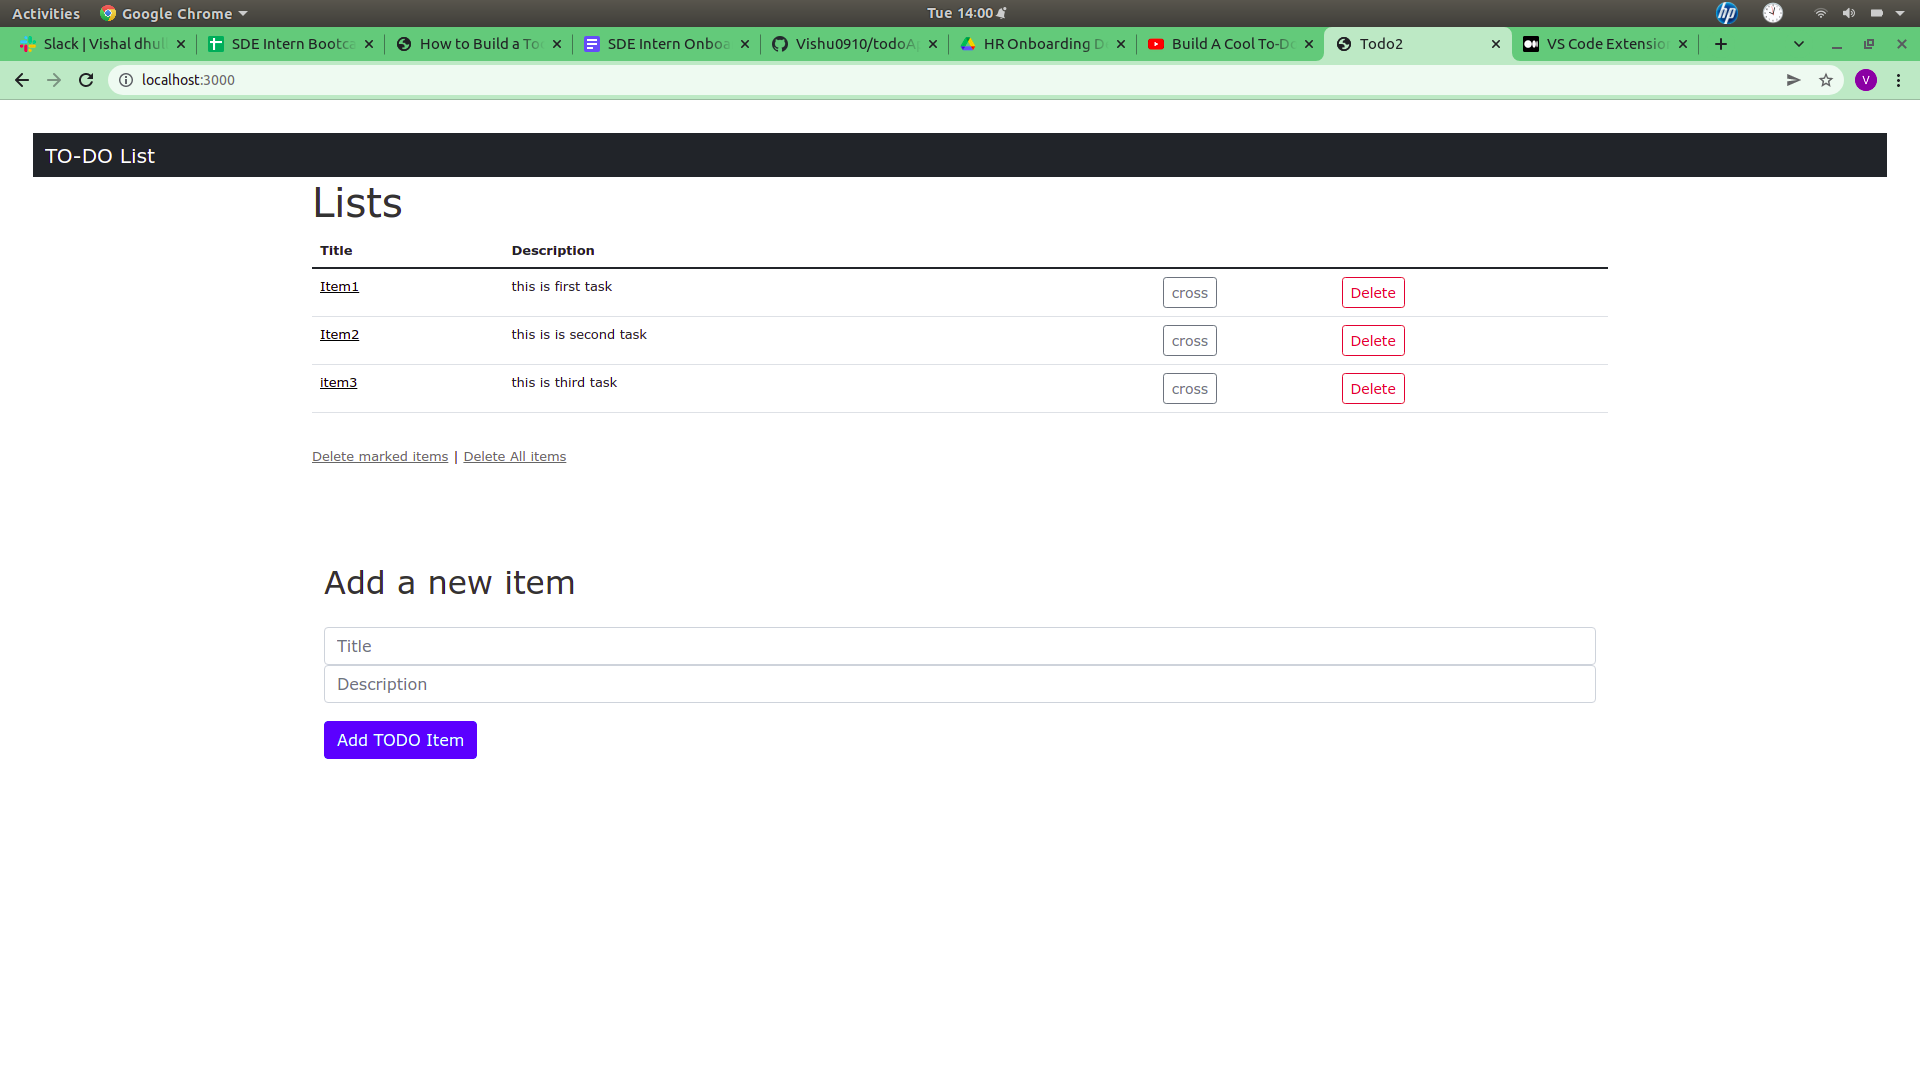 Activities Google Chrome Tue 14:00 hp
Slack | Vishal dhul SDE Intern Bootca How to Build a To SDE Intern Onboa Vishu0910/todoA HR Onboarding D Build A Cool To-Do Todo2 VS Code Extensio
localhost:3000 V
TO-DO List
Lists
Title Description
Item1 this is first task cross Delete
Item2 this is is second task cross Delete
item3 this is third task cross Delete
Delete marked items | Delete All items
Add a new item
Title
Description
Add TODO Item